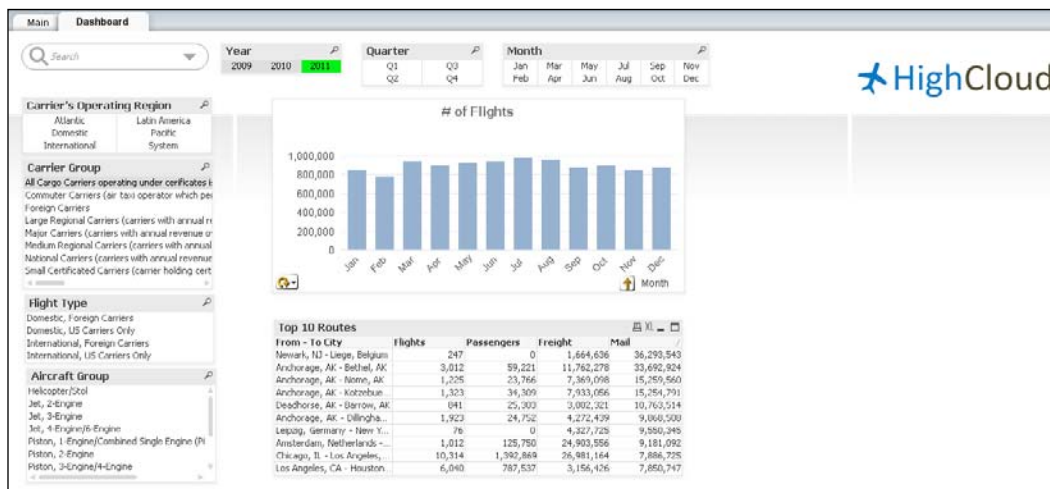 Main Dashboard
Search
Year
2009 2010 2011
Quarter
Q1 Q3
Q2 Q4
Month
Jan Mar May Jul Sep Nov
Feb Apr Jun Aug Oct Dec
HighCloud
Carrier's Operating Region
Atlantic Latin America
Domestic Pacific
International System
Carrier Group
All Cargo Carriers operating under cerificates i
Commuter Carriers (air taxi operator which pe
Foreign Carriers
Large Regional Carriers (carriers with annual r
Major Carriers (carriers with annual revenue o
Medium Regional Carriers (carriers with annual
National Carriers (carriers with annual revenue
Small Certificated Carriers (carrier holding cert
Flight Type
Domestic, Foreign Carriers
Domestic, US Carriers Only
International, Foreign Carriers
International, US Carriers Only
Aircraft Group
Helicopter/Stol
Jet, 2-Engine
Jet, 3-Engine
Jet, 4-Engine/6-Engine
Piston, 1-Engine/Combined Single Engine (Pi
Piston, 2-Engine
Piston, 3-Engine/4-Engine
# of Flights
1,000,000
800,000
600,000
400,000
200,000
0
Jan Feb Mar Apr May Jun Jul Aug Sep Oct Nov Dec
Month
Top 10 Routes XL
From - To City Flights Passengers Freight Mail
Newark, NJ - Liege, Belgium 247 0 1,664,636 36,293,543
Anchorage, AK - Bethel, AK 3,012 59,221 11,762,278 33,692,924
Anchorage, AK - Nome, AK 1,225 23,766 7,369,098 15,259,560
Anchorage, AK - Kotzebue... 1,323 34,309 7,933,056 15,254,791
Deadhorse, AK - Barrow, AK 841 25,303 3,002,321 10,763,514
Anchorage, AK - Dillingha... 1,923 24,752 4,272,439 9,868,508
Leipzig, Germany - New Y... 76 0 4,327,725 9,550,345
Amsterdam, Netherlands -... 1,012 125,750 24,903,556 9,181,092
Chicago, IL - Los Angeles,... 10,314 1,392,869 26,981,164 7,886,725
Los Angeles, CA - Houston... 6,040 787,537 3,156,426 7,850,747